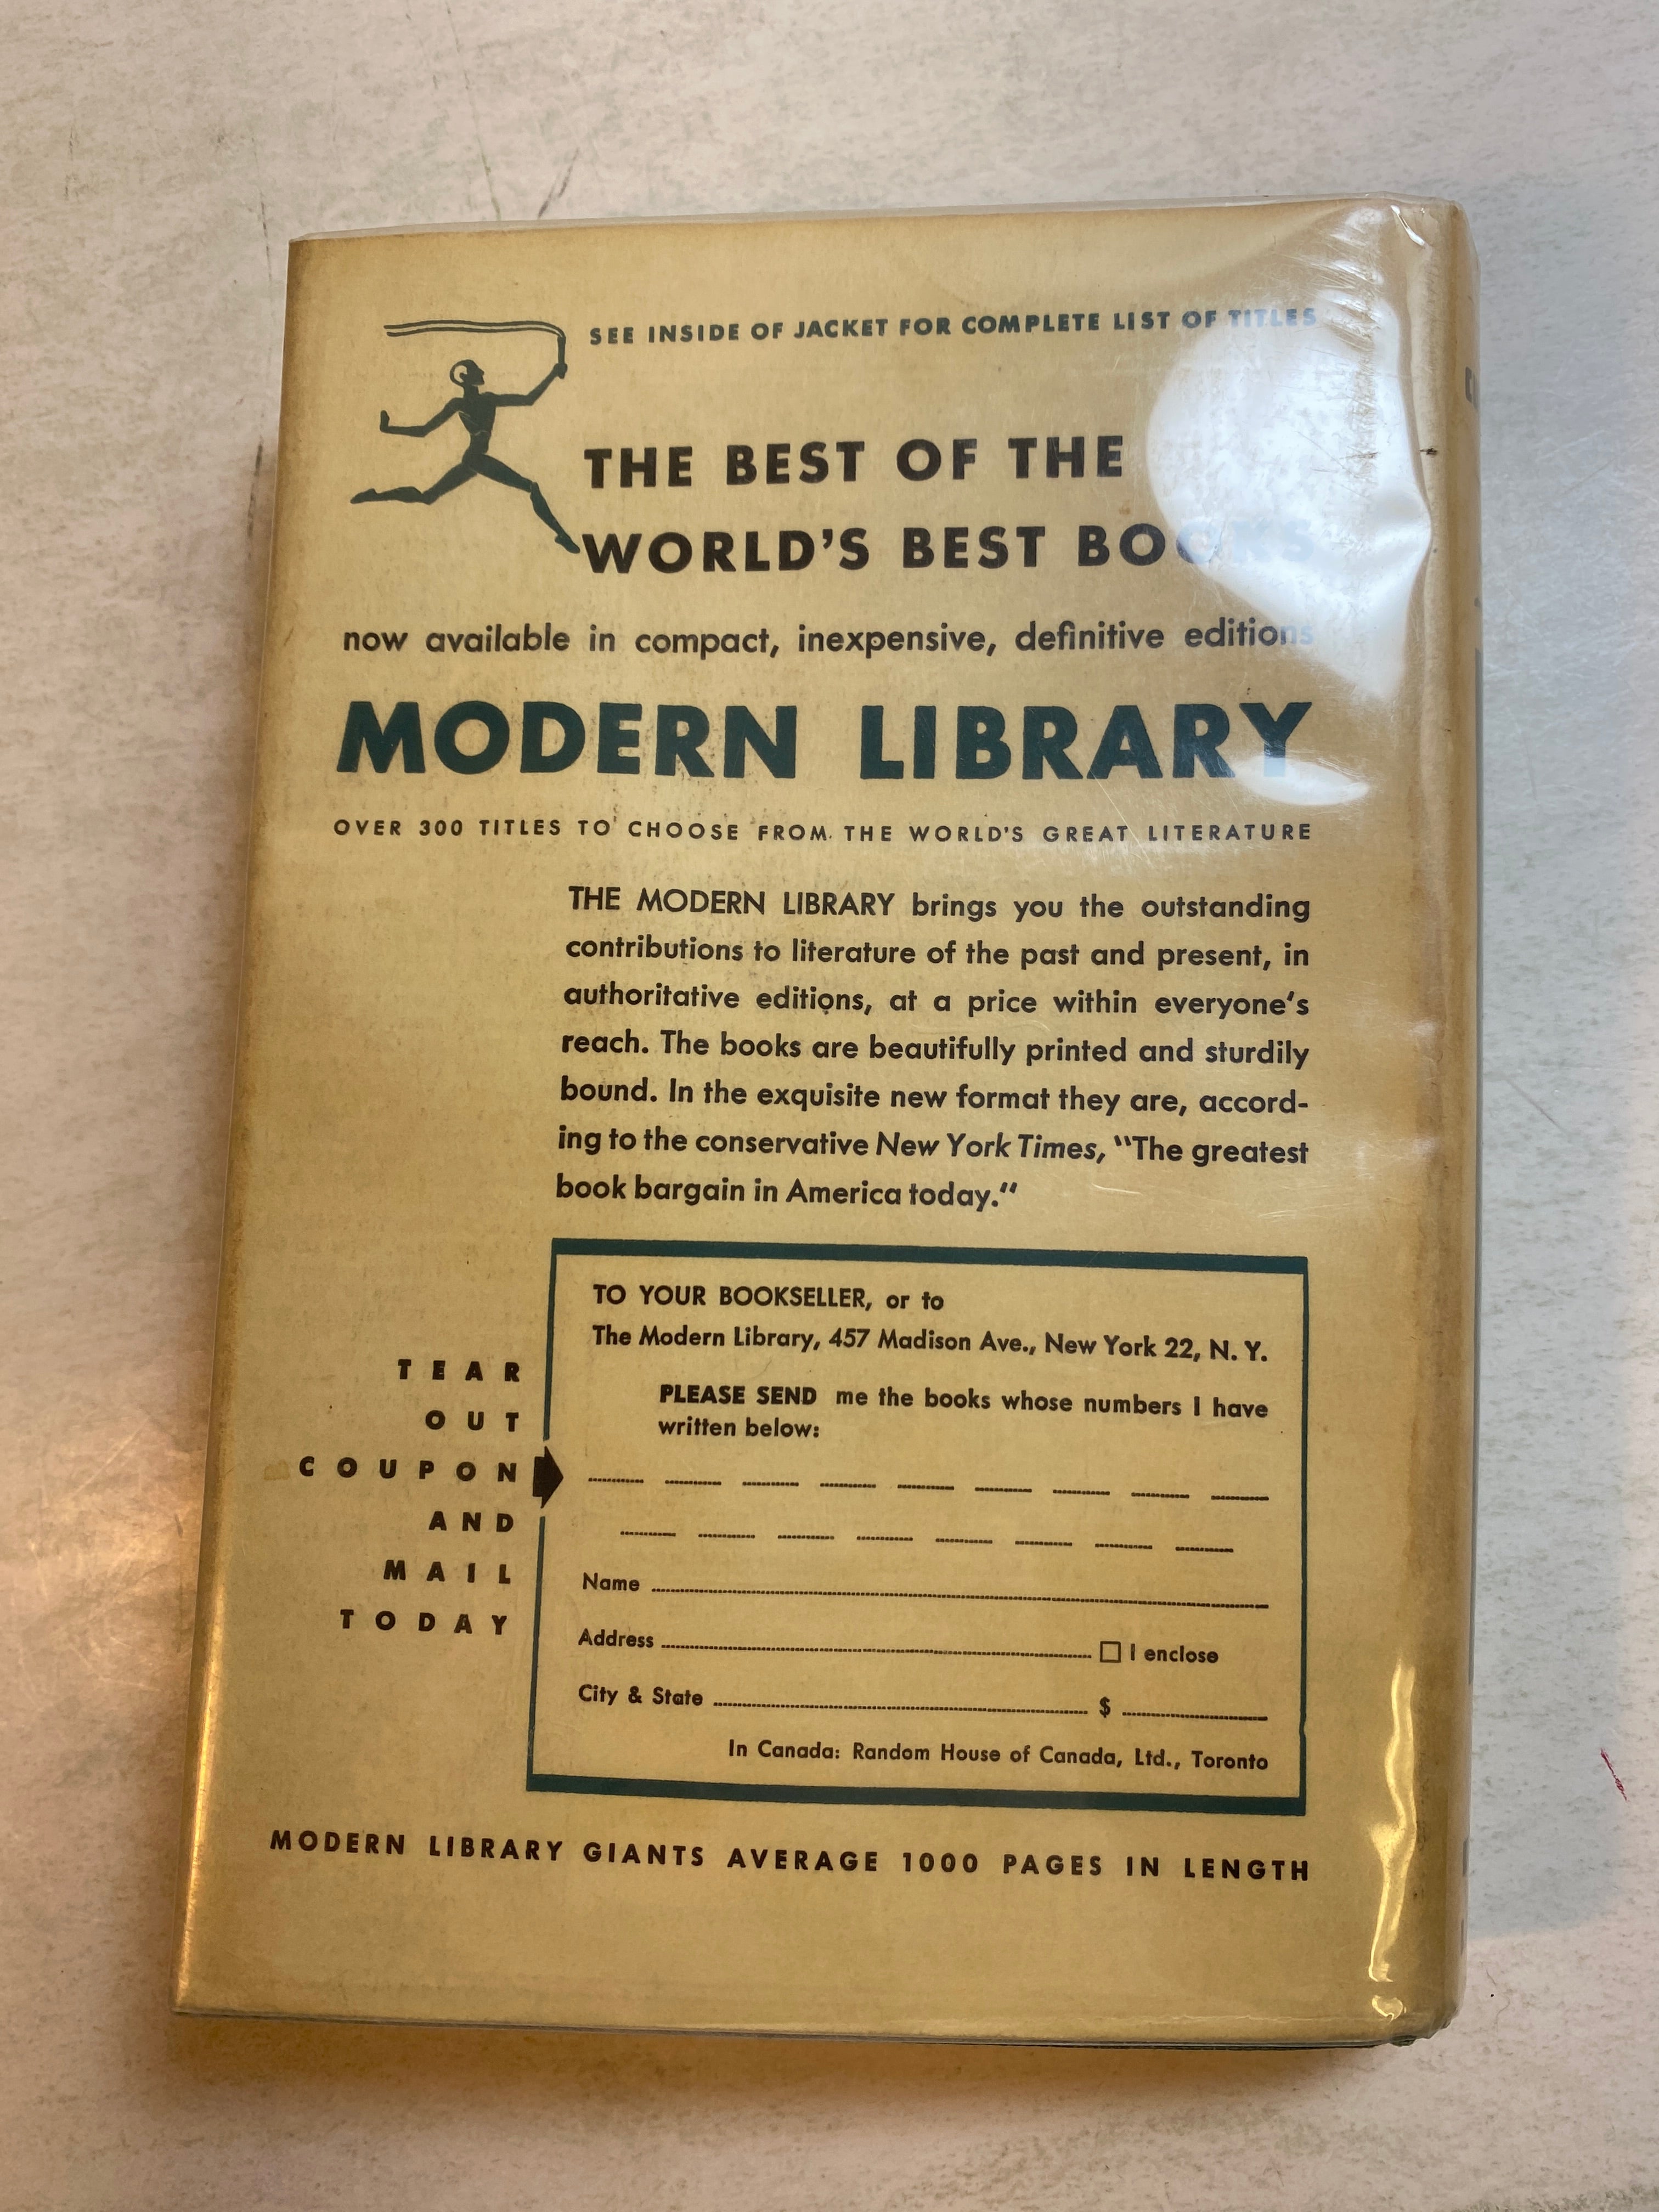 SEE INSIDE OF JACKET FOR COMPLETE LIST OF TITLES
THE BEST OF THE
WORLD'S BEST BOOKS
now available in compact, inexpensive, definitive editions
MODERN LIBRARY
OVER 300 TITLES TO CHOOSE FROM THE WORLD'S GREAT LITERATURE
THE MODERN LIBRARY brings you the outstanding
contributions to literature of the past and present, in
authoritative editions, at a price within everyone's
reach. The books are beautifully printed and sturdily
bound. In the exquisite new format they are, accord-
ing to the conservative New York Times, "The greatest
book bargain in America today."
TEAR
OUT
COUPON
AND
MAIL
TODAY
TO YOUR BOOKSELLER, or to
The Modern Library, 457 Madison Ave., New York 22, N. Y.
PLEASE SEND me the books whose numbers I have
written below:
Name
Address
I enclose
City & State
$
In Canada: Random House of Canada, Ltd., Toronto
MODERN LIBRARY GIANTS AVERAGE 1000 PAGES IN LENGTH